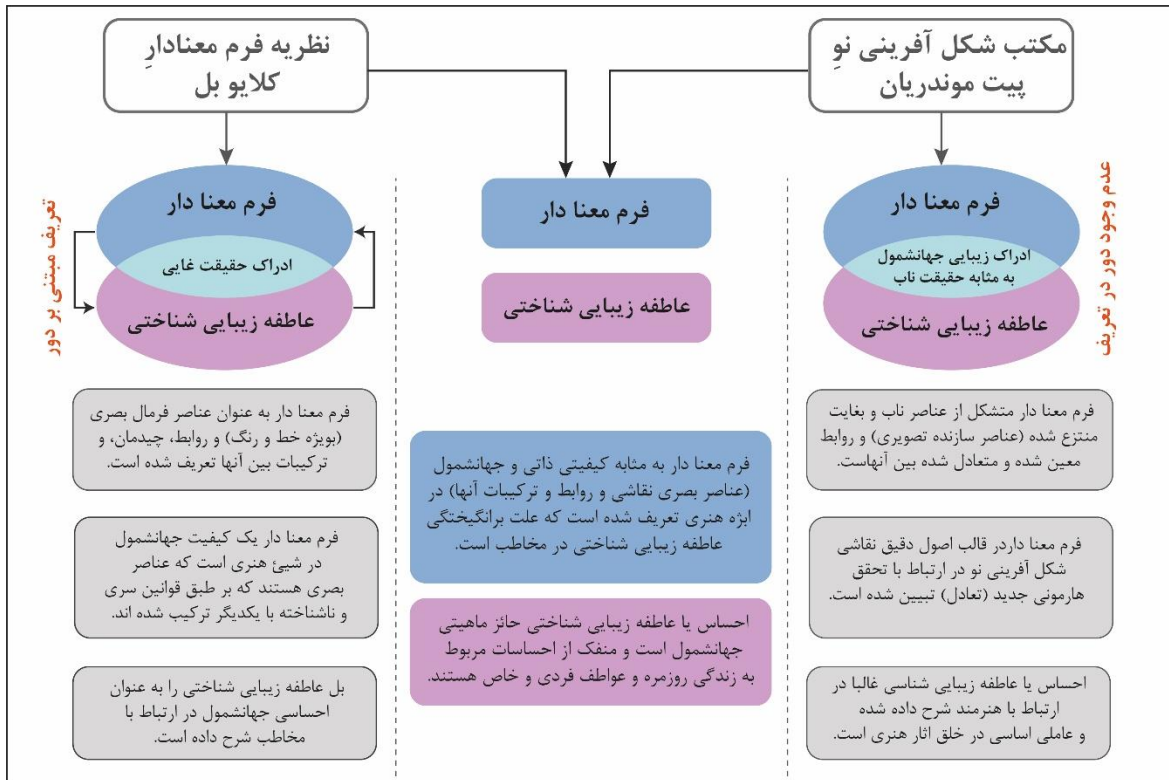 مکتب شکل آفرینی نوِ
پیت موندریان
نظریه فرم معنادارِ
کلایو بل
عدم وجود دور در تعریف
فرم معنا دار
ادراک زیبایی جهانشمول
به مثابه حقیقت ناب
عاطفه زیبایی شناختی
فرم معنا دار متشکل از عناصر ناب و بغایت
منتزع شده (عناصر سازنده تصویری) و روابط
معین شده و متعادل شده بین آنهاست.
فرم معنا داردر قالب اصول دقیق نقاشی
شکل آفرینی نو در ارتباط با تحقق
هارمونی جدید (تعادل) تبیین شده است.
احساس یا عاطفه زیبایی شناسی غالبا در
ارتباط با هنرمند شرح داده شده
و عاملی اساسی در خلق اثار هنری است.
فرم معنا دار
عاطفه زیبایی شناختی
فرم معنا دار به مثابه کیفیتی ذاتی و جهانشمول
(عناصر بصری نقاشی و روابط و ترکیبات آنها) در
ابژه هنری تعریف شده است که علت برانگیختگی
عاطفه زیبایی شناختی در مخاطب است.
احساس یا عاطفه زیبایی شناختی حائز ماهیتی
جهانشمول است و منفک از احساسات مربوط
به زندگی روزمره و عواطف فردی و خاص هستند.
فرم معنا دار
ادراک حقیقت غایی
عاطفه زیبایی شناختی
تعریف مبتنی بر دور
فرم معنا دار به عنوان عناصر فرمال بصری
(بویژه خط و رنگ) و روابط، چیدمان، و
ترکیبات بین آنها تعریف شده است.
فرم معنا دار یک کیفیت جهانشمول
در شیئ هنری است که عناصر
بصری هستند که بر طبق قوانین سری
و ناشناخته با یکدیگر ترکیب شده اند.
بل عاطفه زیبایی شناختی را به عنوان
احساسی جهانشمول در ارتباط با
مخاطب شرح داده است.